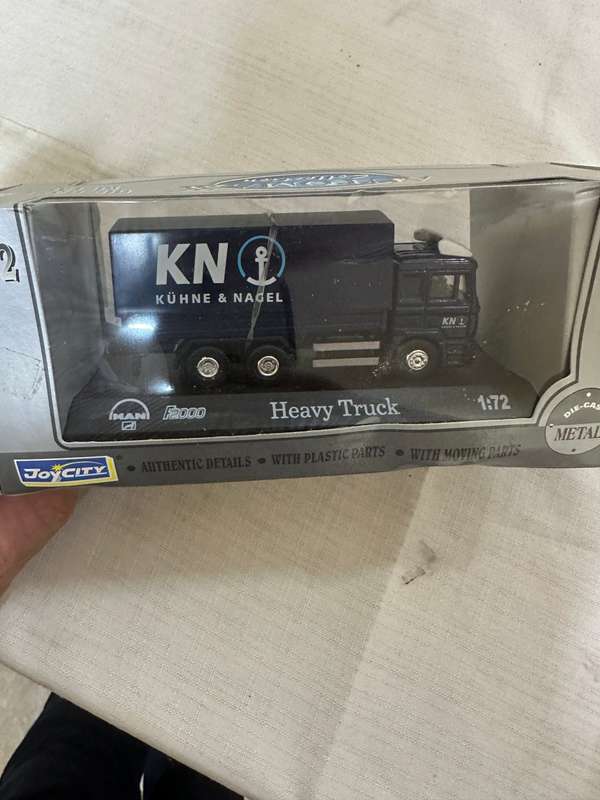 2
KN
KÜHNE & NAGEL
KN
MAN
F2000
Heavy Truck
1:72
JOYCITY
AUTHENTIC DETAILS • WITH PLASTIC PARTS • WITH MOVING PARTS
METAL